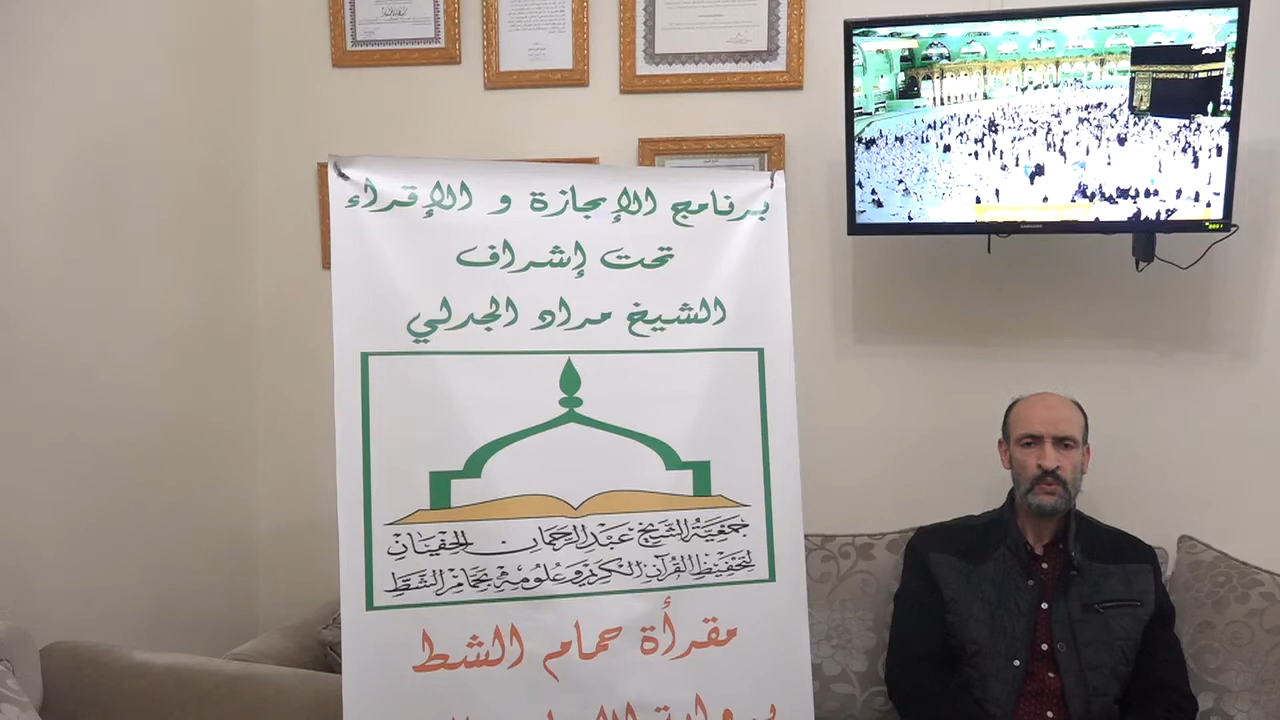 برنامج الإجازة و الإقراء
تحت إشراف
الشيخ مراد الجدلي
جمعية الشيخ عبد الرحمان الحفيان
لتحفيظ القرآن الكريم وعلومه بحمام الشط
مقرأة حمام الشط
SAMSUNG